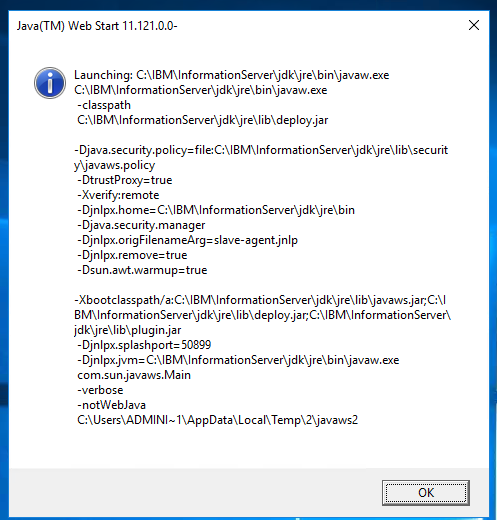 Java(TM) Web Start 11.121.0.0-
Launching: C:\IBM\InformationServer\jdk\jre\bin\javaw.exe
C:\IBM\InformationServer\jdk\jre\bin\javaw.exe
-classpath
C:\IBM\InformationServer\jdk\jre\lib\deploy.jar
-Djava.security.policy=file:C:\IBM\InformationServer\jdk\jre\lib\securit
y\javaws.policy
-DtrustProxy=true
-Xverify:remote
-Djnlpx.home=C:\IBM\InformationServer\jdk\jre\bin
-Djava.security.manager
-Djnlpx.origFilenameArg=slave-agent.jnlp
-Djnlpx.remove=true
-Dsun.awt.warmup=true
-Xbootclasspath/a:C:\IBM\InformationServer\jdk\jre\lib\javaws.jar;C:\I
BM\InformationServer\jdk\jre\lib\deploy.jar;C:\IBM\InformationServer\
jdk\jre\lib\plugin.jar
-Djnlpx.splashport=50899
-Djnlpx.jvm=C:\IBM\InformationServer\jdk\jre\bin\javaw.exe
com.sun.javaws.Main
-verbose
-notWebJava
C:\Users\ADMINI~1\AppData\Local\Temp\2\javaws2
OK